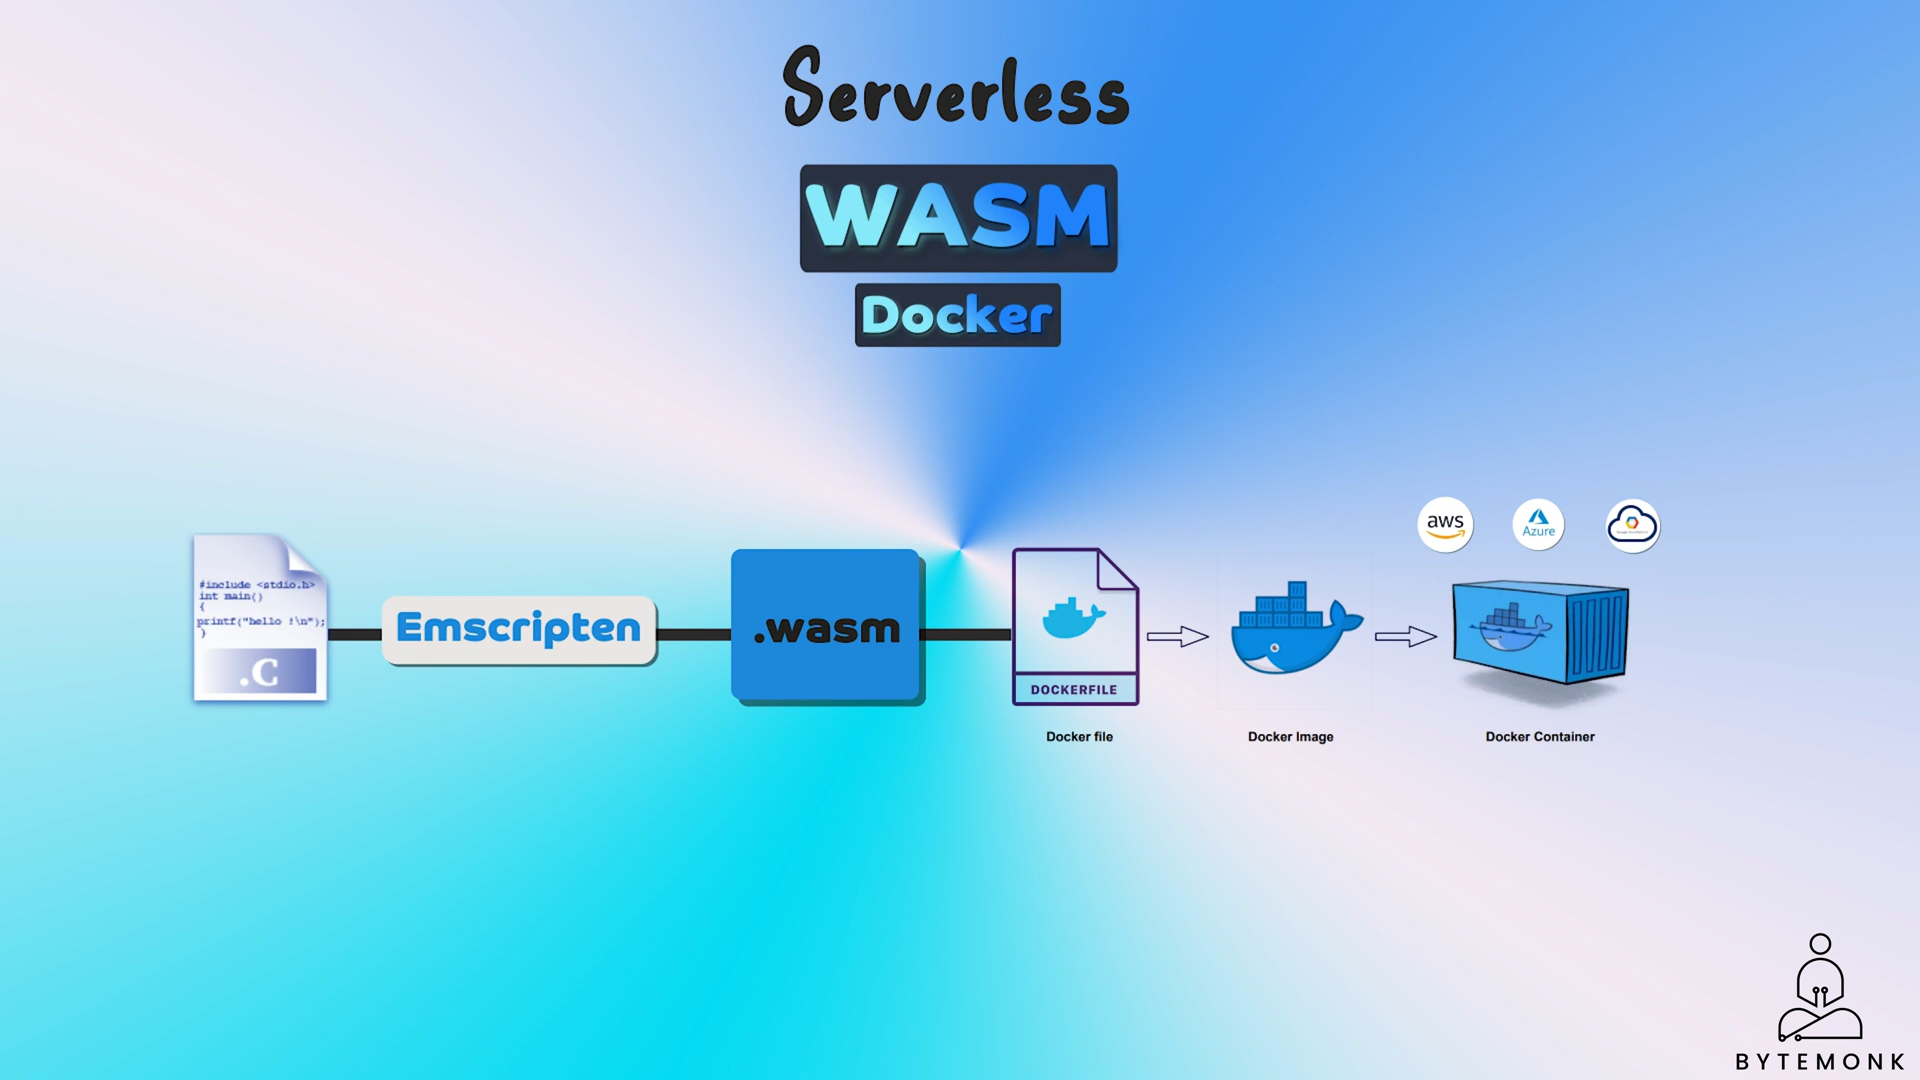 Serverless
WASM
Docker
aws
Azure
#include <stdio.h>
int main()
{
printf("hello !\n");
}
.C
Emscripten
.wasm
DOCKERFILE
Docker file
Docker Image
Docker Container
BYTEMONK